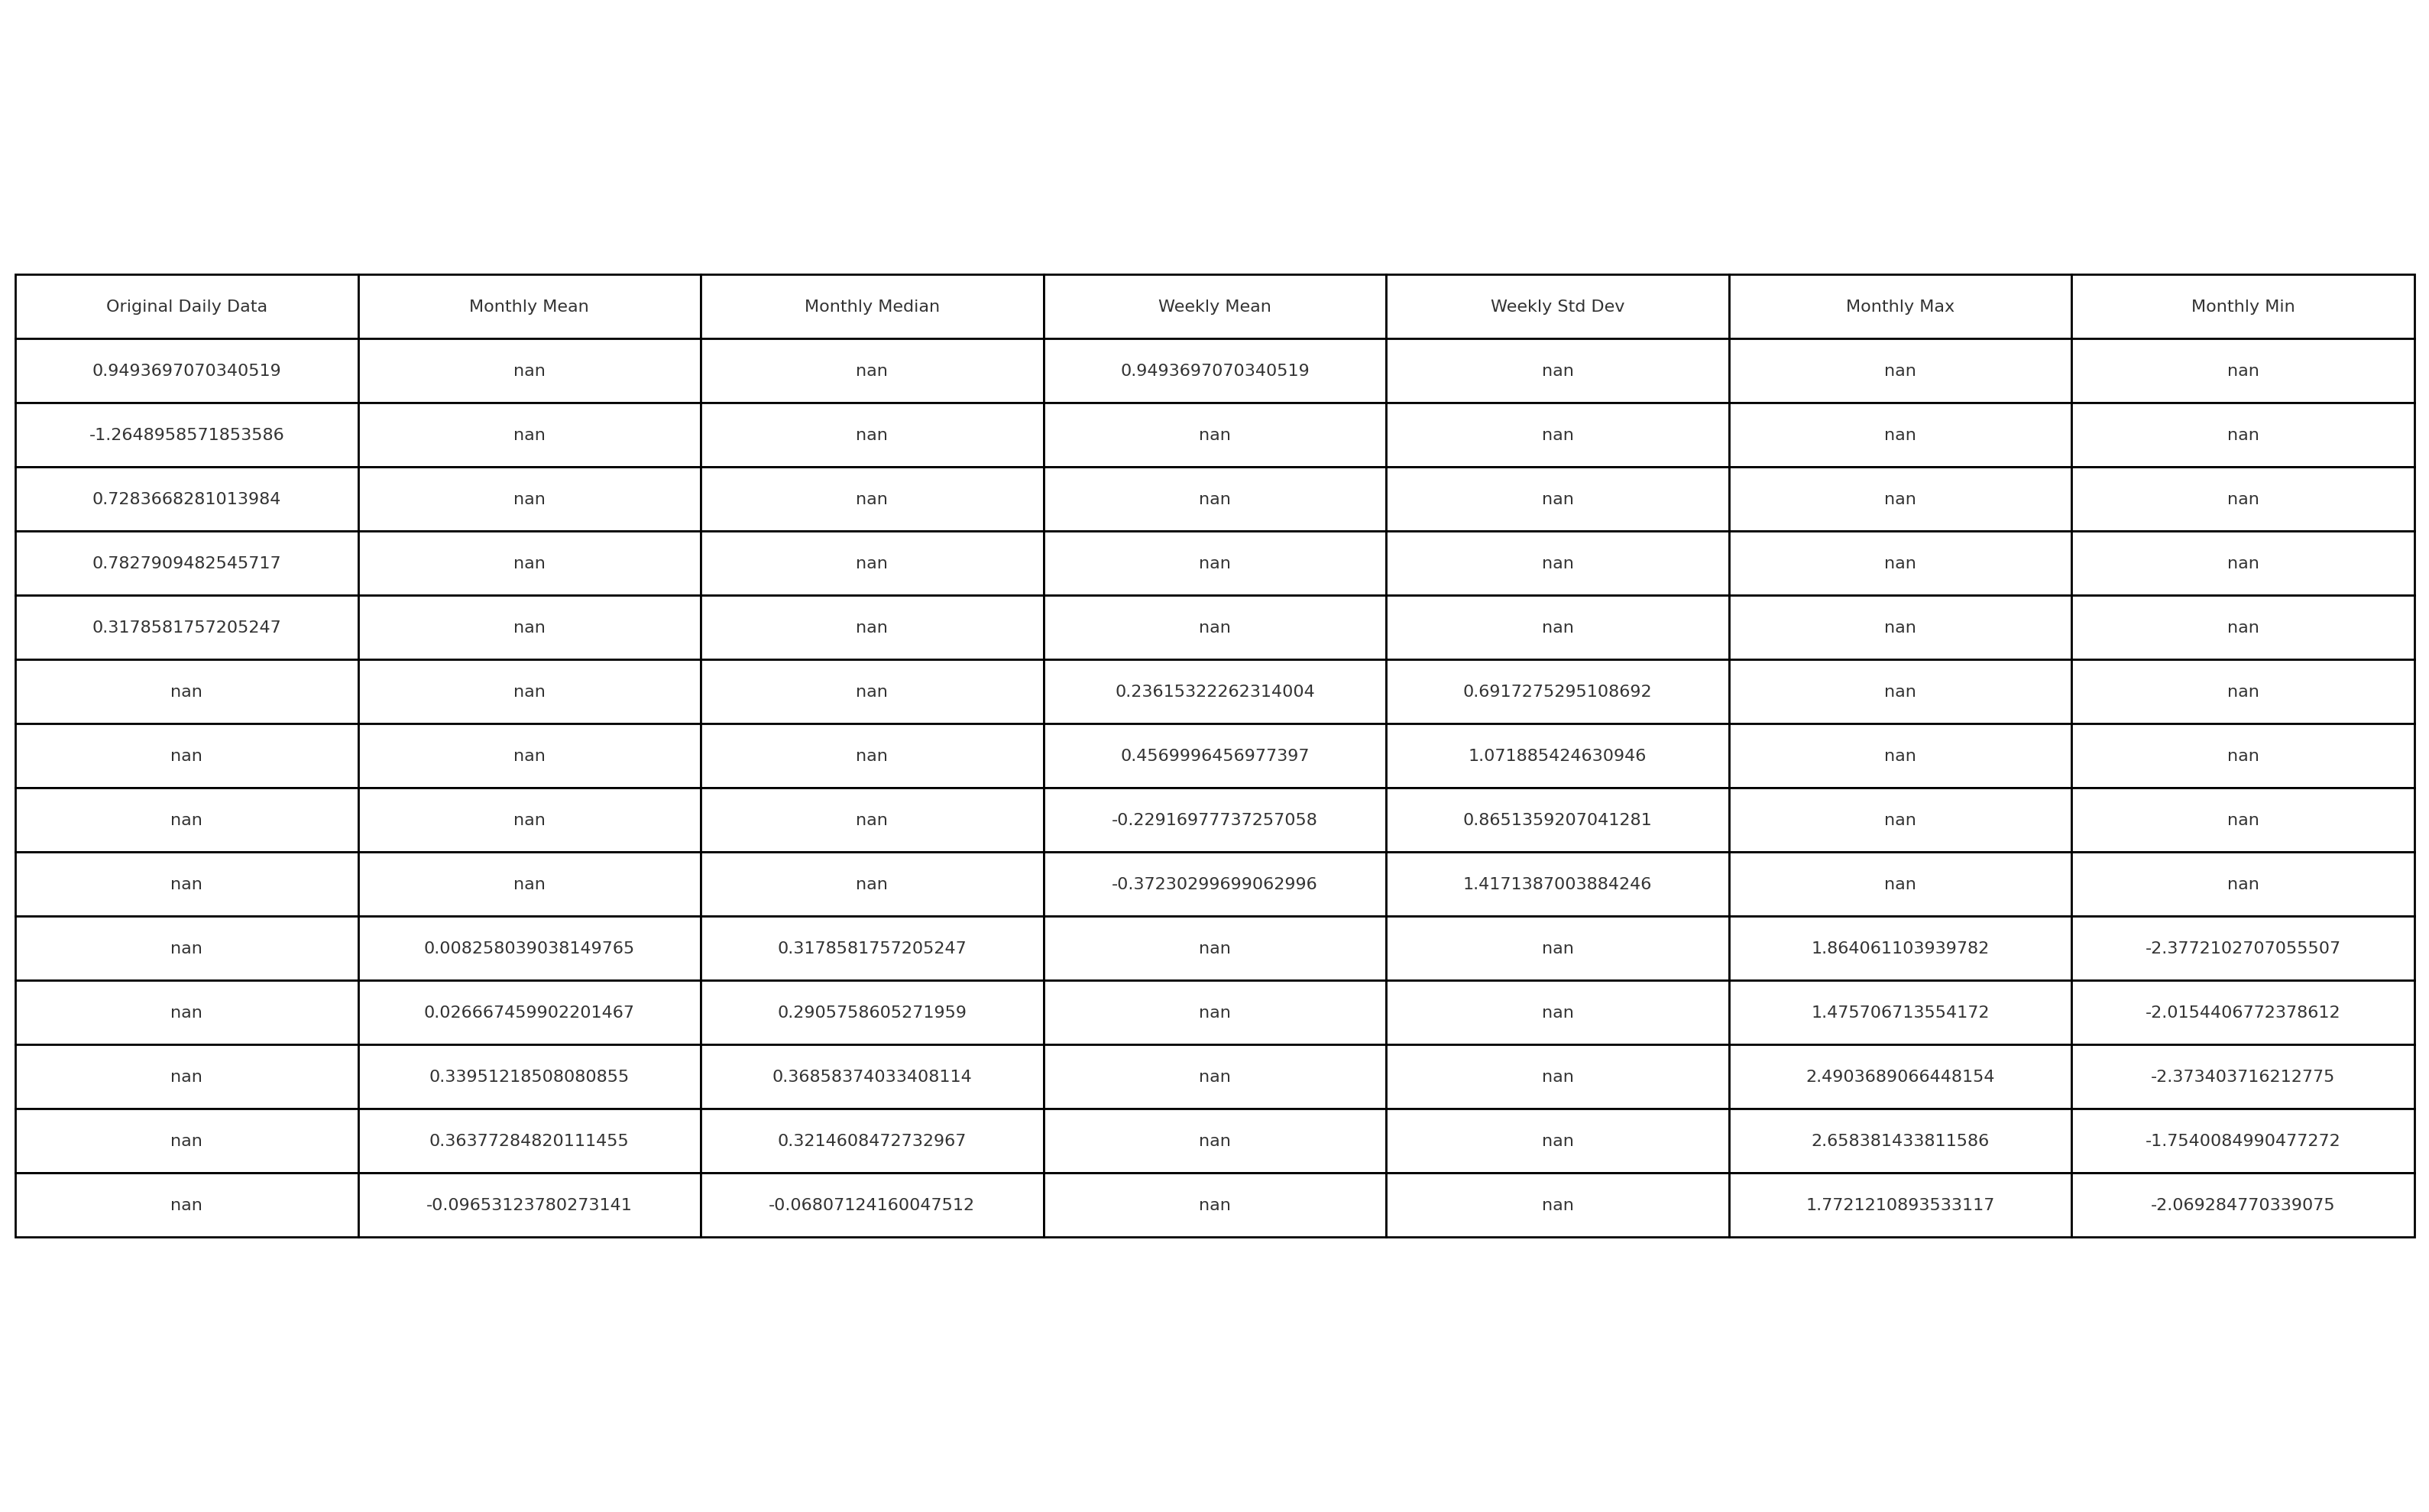 Original Daily Data Monthly Mean Monthly Median Weekly Mean Weekly Std Dev Monthly Max Monthly Min
0.9493697070340519 nan nan 0.9493697070340519 nan nan nan
-1.2648958571853586 nan nan nan nan nan nan
0.7283668281013984 nan nan nan nan nan nan
0.7827909482545717 nan nan nan nan nan nan
0.3178581757205247 nan nan nan nan nan nan
nan nan nan 0.23615322262314004 0.6917275295108692 nan nan
nan nan nan 0.4569996456977397 1.071885424630946 nan nan
nan nan nan -0.22916977737257058 0.8651359207041281 nan nan
nan nan nan -0.37230299699062996 1.4171387003884246 nan nan
nan 0.008258039038149765 0.3178581757205247 nan nan 1.864061103939782 -2.3772102707055507
nan 0.026667459902201467 0.2905758605271959 nan nan 1.475706713554172 -2.0154406772378612
nan 0.33951218508080855 0.36858374033408114 nan nan 2.4903689066448154 -2.373403716212775
nan 0.36377284820111455 0.3214608472732967 nan nan 2.658381433811586 -1.7540084990477272
nan -0.09653123780273141 -0.06807124160047512 nan nan 1.7721210893533117 -2.069284770339075